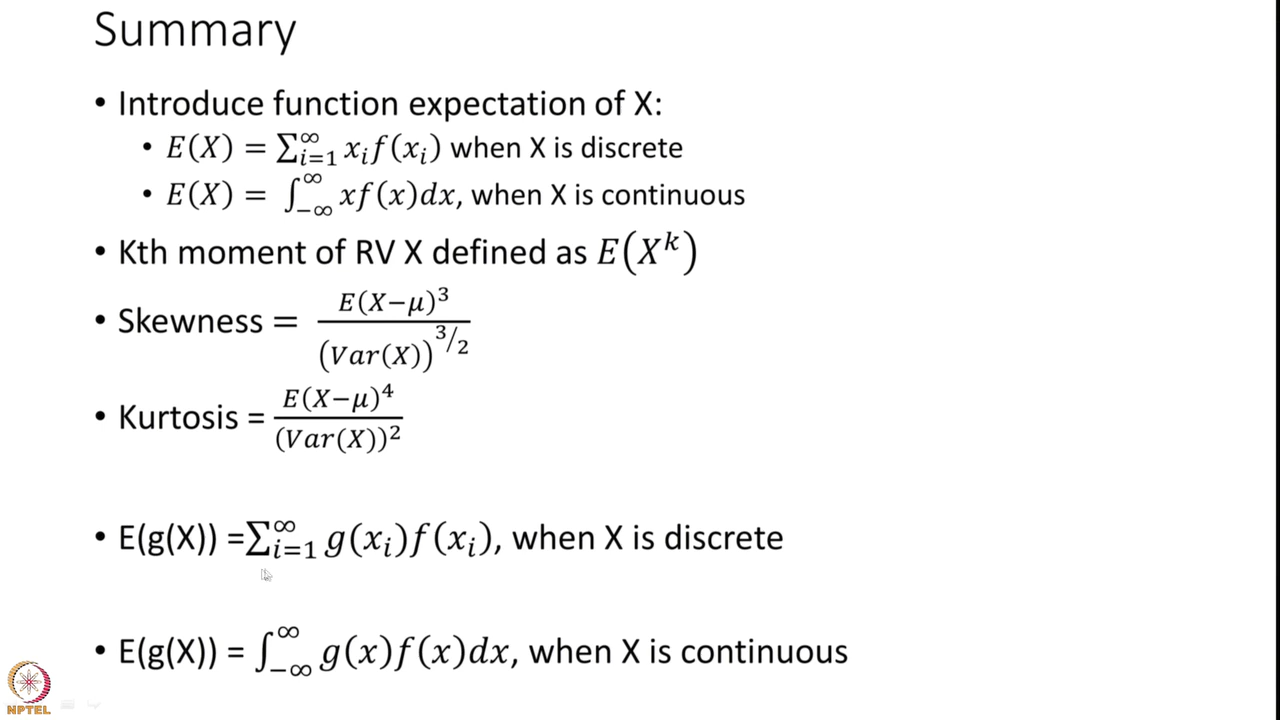 Summary
• Introduce function expectation of X:
• E(X) = ∑_{i=1}^{∞} x_i f(x_i) when X is discrete
• E(X) = ∫_{-∞}^{∞} xf(x)dx, when X is continuous
• Kth moment of RV X defined as E(X^k)
• Skewness = E(X−μ)^3 / (Var(X))^{3/2}
• Kurtosis = E(X−μ)^4 / (Var(X))^2
• E(g(X)) =∑_{i=1}^{∞} g(x_i)f(x_i), when X is discrete
• E(g(X)) = ∫_{-∞}^{∞} g(x)f(x)dx, when X is continuous
NPTEL